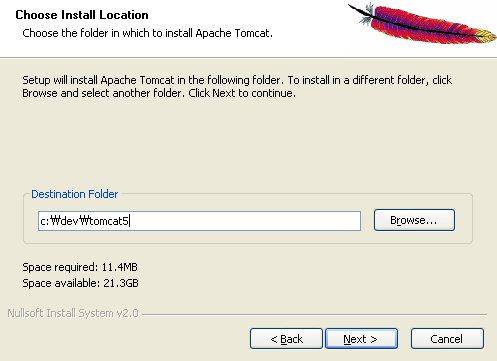 Choose Install Location
Choose the folder in which to install Apache Tomcat.
Setup will install Apache Tomcat in the following folder. To install in a different folder, click
Browse and select another folder. Click Next to continue.
Destination Folder
c:₩dev₩tomcat5
Browse...
Space required: 11.4MB
Space available: 21.3GB
Nullsoft Install System v2.0
< Back
Next >
Cancel